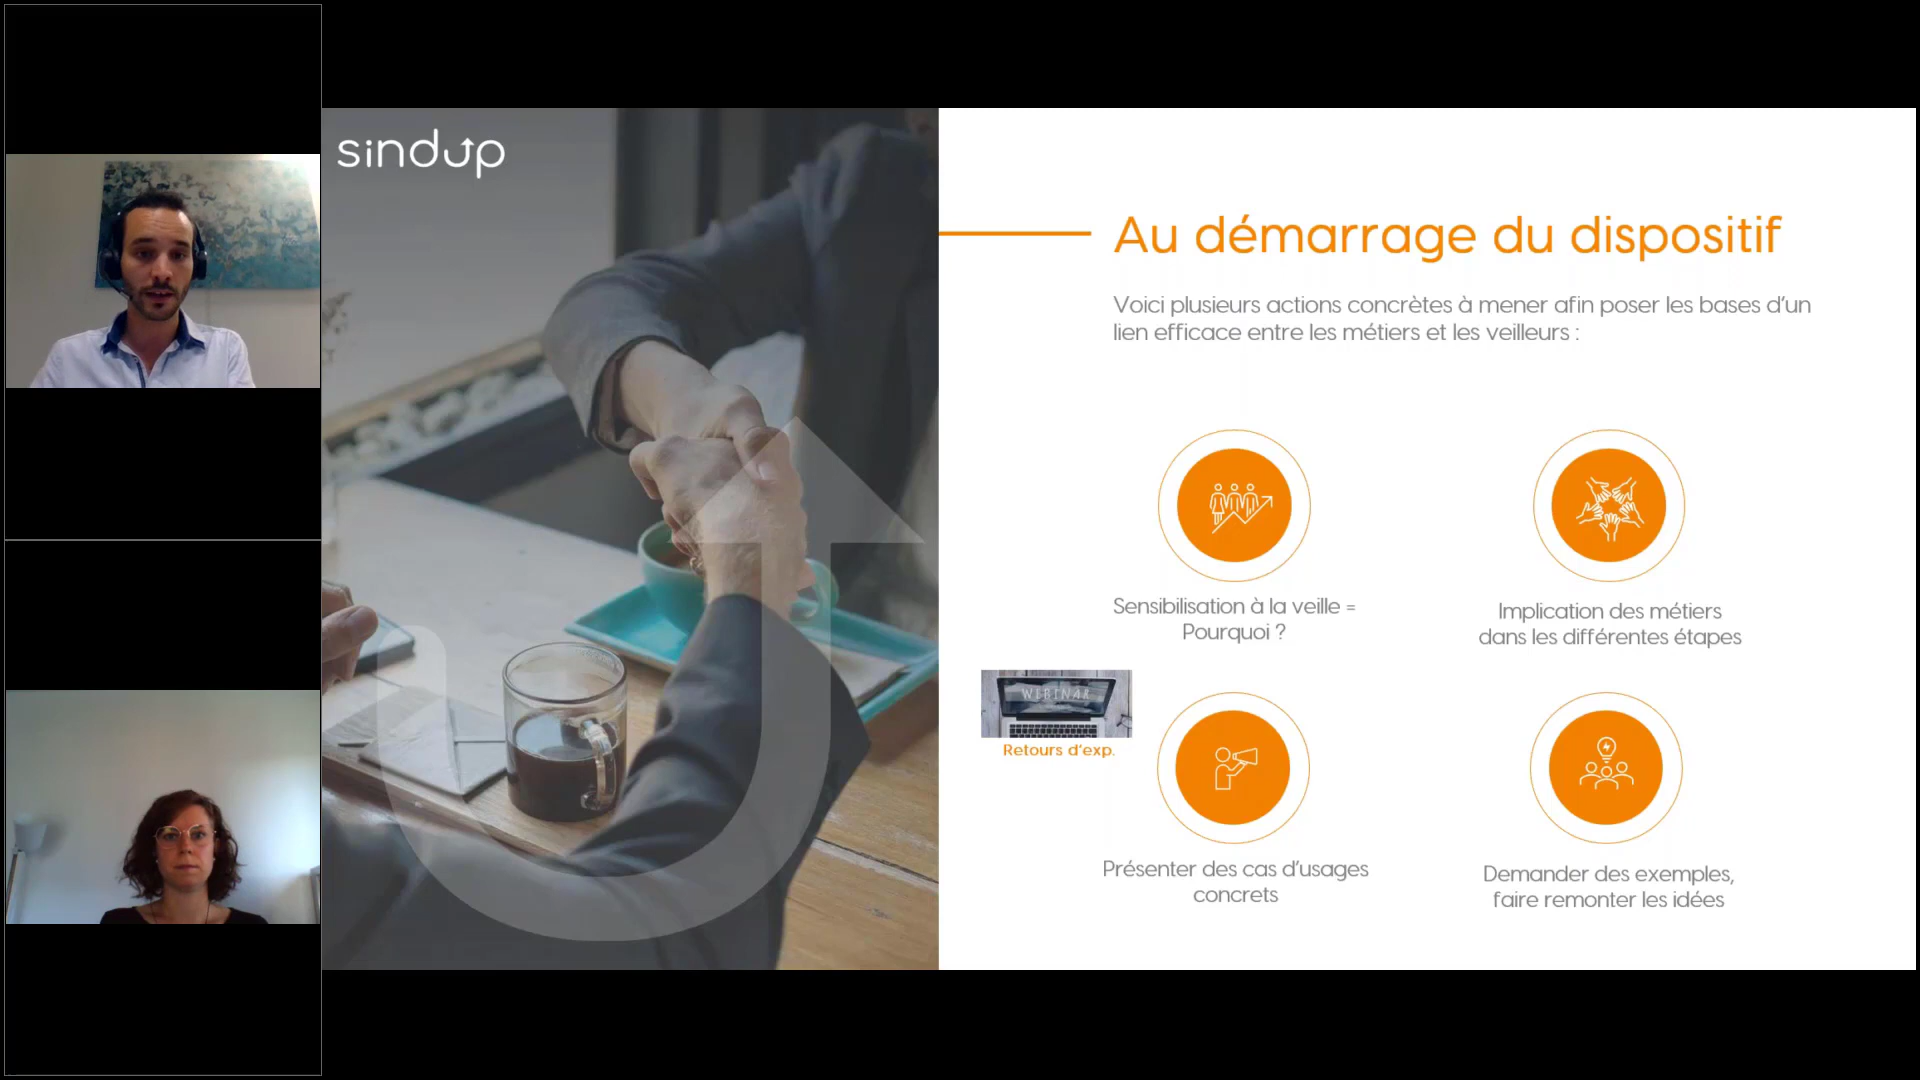 sindup
Au démarrage du dispositif
Voici plusieurs actions concrètes à mener afin poser les bases d'un
lien efficace entre les métiers et les veilleurs :
Sensibilisation à la veille =
Pourquoi ?
Implication des métiers
dans les différentes étapes
WEBINAR
Retours d'exp.
Présenter des cas d'usages
concrets
Demander des exemples,
faire remonter les idées